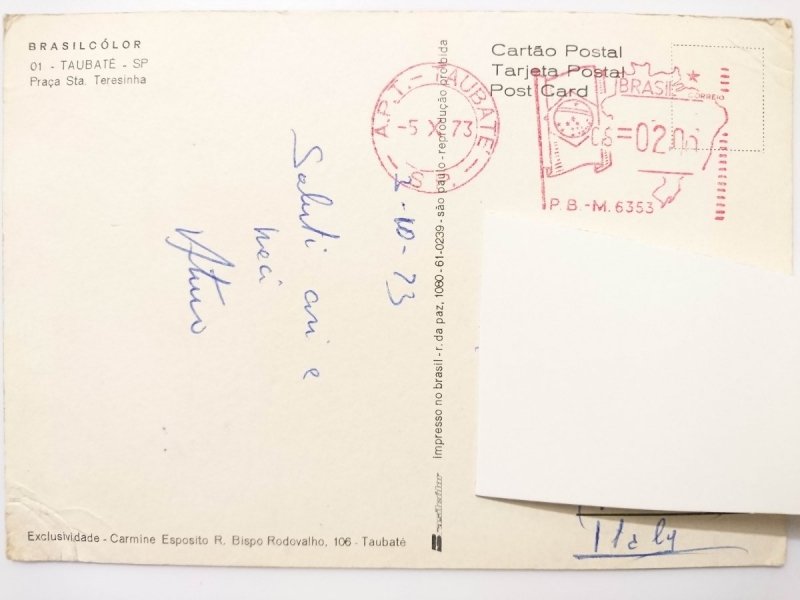 BRASILCÓLOR
01 - TAUBATÉ - SP
Praça Sta. Teresinha
Cartão Postal
Tarjeta Postal
Post Card
A.P.T. - TAUBATÉ - SP
-5 X 73
BRASIL
CORREIO
P.B.-M. 6353
2-10-73
Saluti cari e
baci
Arturo
impresso no brasil - r. da paz, 1060 - 61-0239 - são paulo - reprodução proibida
Exclusividade - Carmine Esposito R. Bispo Rodovalho, 106 - Taubaté
Italy